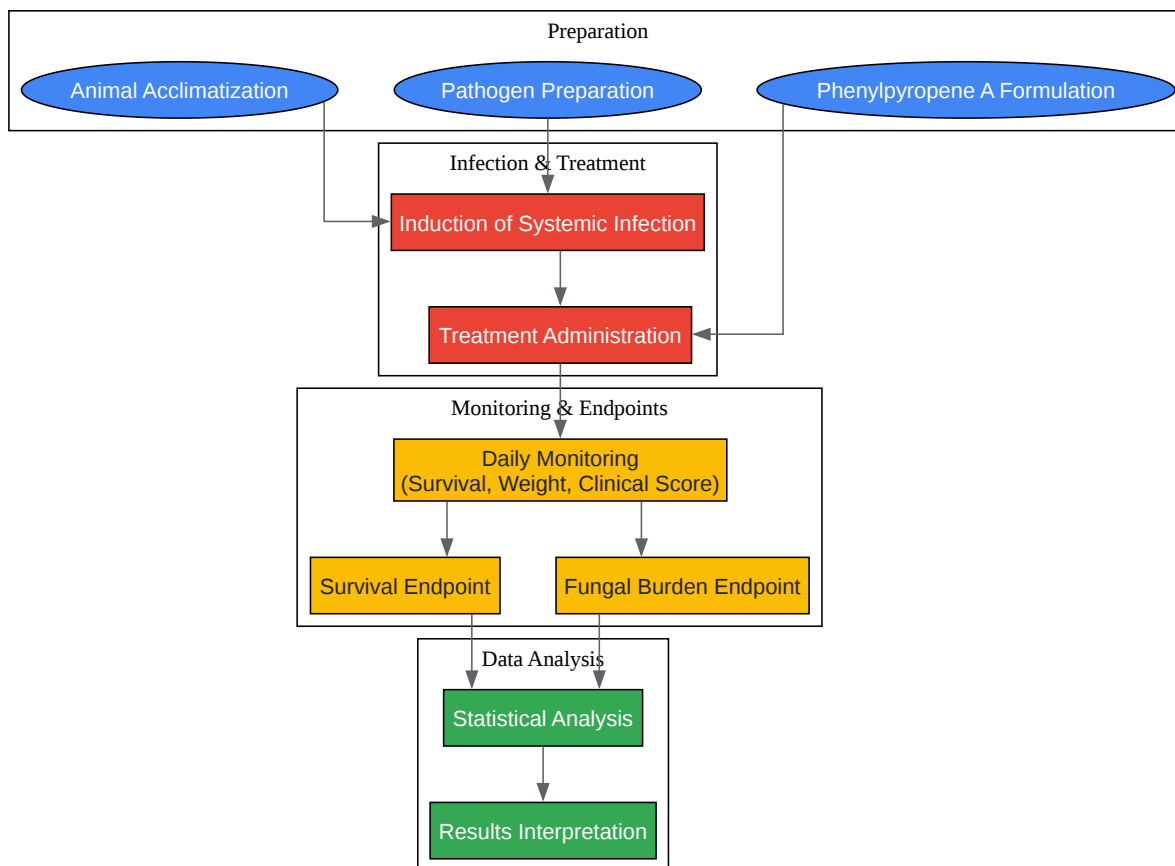 Preparation
Animal Acclimatization
Pathogen Preparation
Phenylpyropene A Formulation
Infection & Treatment
Induction of Systemic Infection
Treatment Administration
Monitoring & Endpoints
Daily Monitoring
(Survival, Weight, Clinical Score)
Survival Endpoint
Fungal Burden Endpoint
Data Analysis
Statistical Analysis
Results Interpretation